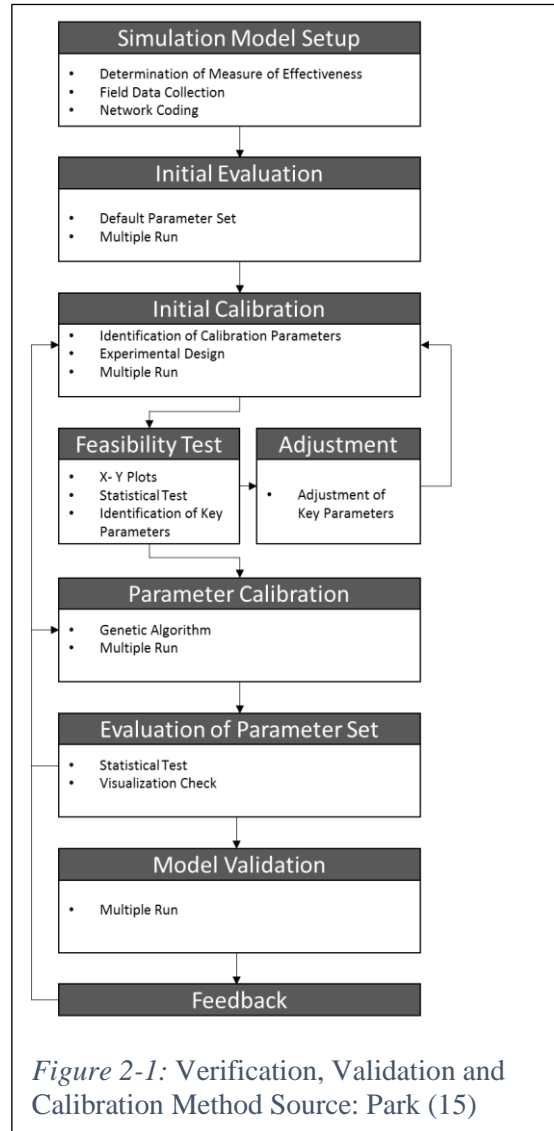 Simulation Model Setup
• Determination of Measure of Effectiveness
• Field Data Collection
• Network Coding
Initial Evaluation
• Default Parameter Set
• Multiple Run
Initial Calibration
• Identification of Calibration Parameters
• Experimental Design
• Multiple Run
Feasibility Test
• X- Y Plots
• Statistical Test
• Identification of Key
Parameters
Adjustment
• Adjustment of
Key Parameters
Parameter Calibration
• Genetic Algorithm
• Multiple Run
Evaluation of Parameter Set
• Statistical Test
• Visualization Check
Model Validation
• Multiple Run
Feedback
Figure 2-1: Verification, Validation and
Calibration Method Source: Park (15)